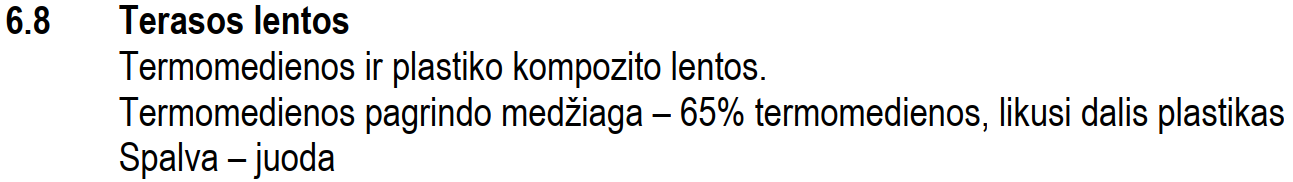 6.8 Terasos lentos
Termomedienos ir plastiko kompozito lentos.
Termomedienos pagrindo medžiaga – 65% termomedienos, likusi dalis plastikas
Spalva – juoda